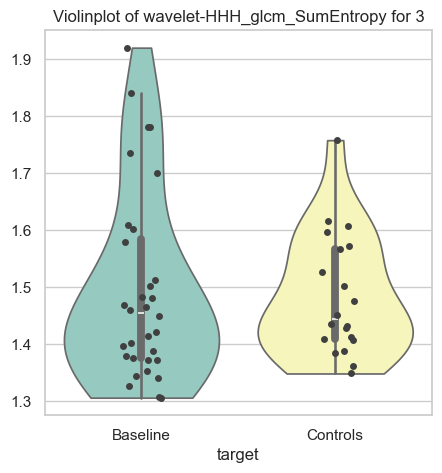 Violinplot of wavelet-HHH_glcm_SumEntropy for 3
1.9
1.8
1.7
1.6
1.5
1.4
1.3
Baseline Controls
target